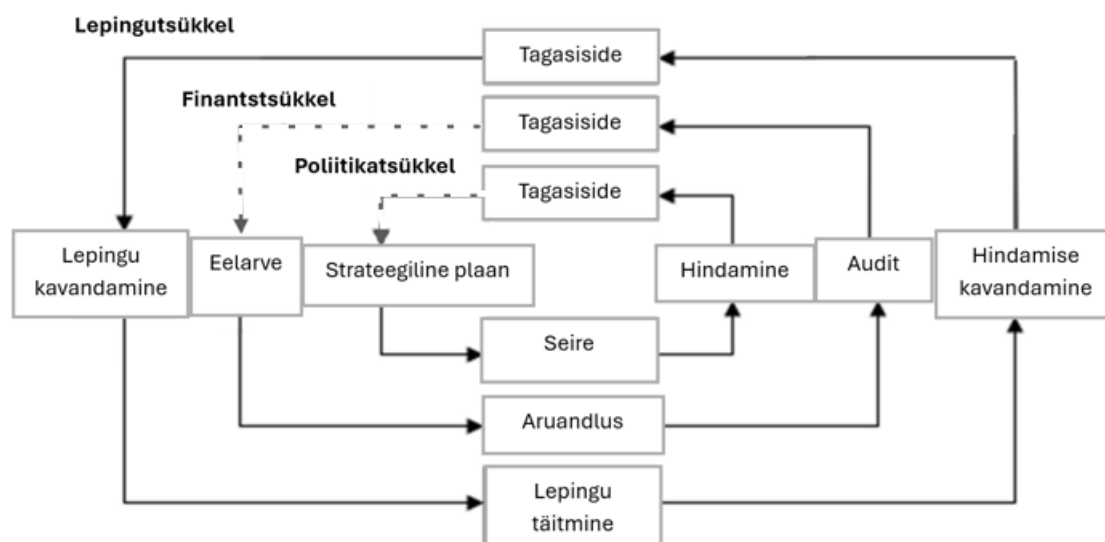 Lepingutsükkel
Tagasiside
Finantstsükkel
Tagasiside
Poliitikatsükkel
Tagasiside
Lepingu
kavandamine
Eelarve
Strateegiline plaan
Hindamine
Audit
Hindamise
kavandamine
Seire
Aruandlus
Lepingu
täitmine